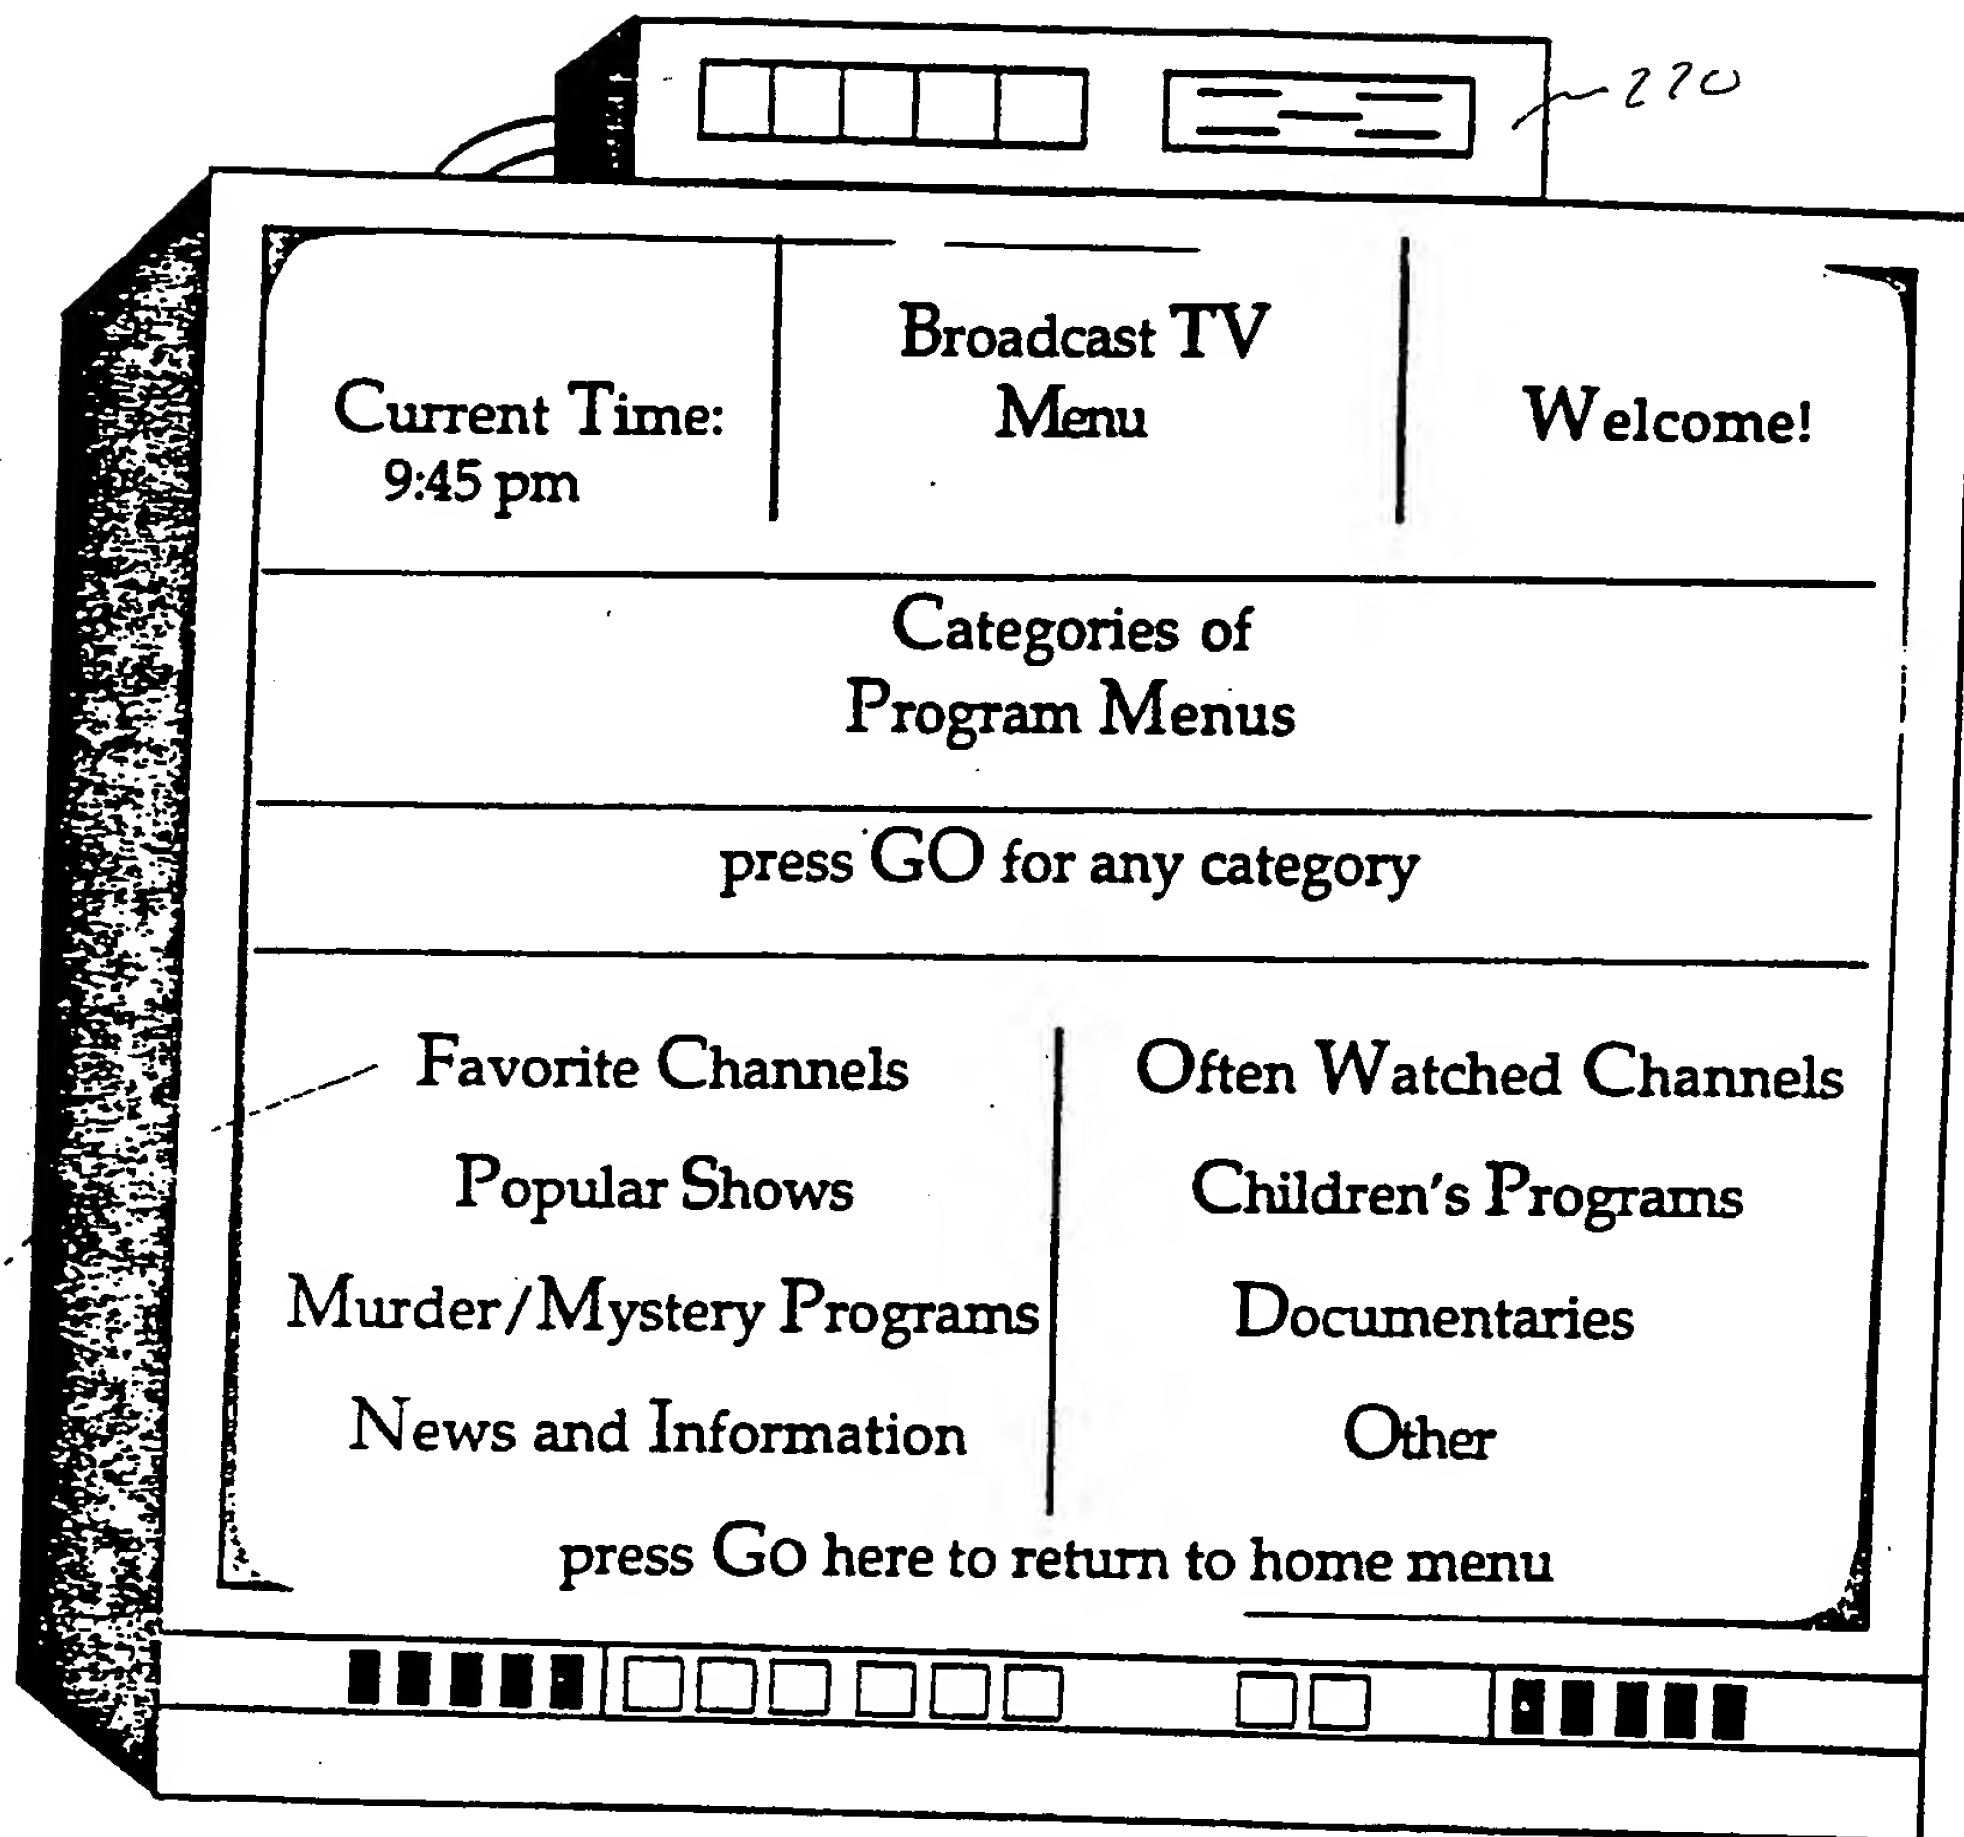 220
Broadcast TV
Menu
Current Time:
9:45 pm
Welcome!
Categories of
Program Menus
press GO for any category
Favorite Channels
Often Watched Channels
Popular Shows
Children's Programs
Murder/Mystery Programs
Documentaries
News and Information
Other
press Go here to return to home menu